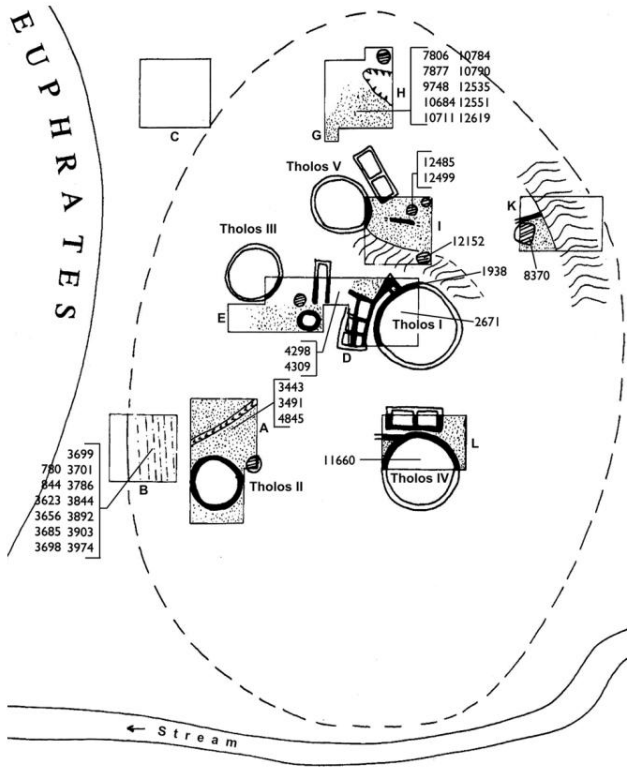 EUPHRATES
C
G
H
7806 10784
7877 10790
9748 12535
10684 12551
10711 12619
Tholos V
12485
12499
I
K
8370
12152
Tholos III
1938
E
Tholos I
2671
D
4298
4309
3443
3491
4845
A
B
3699
780 3701
844 3786
3623 3844
3656 3892
3685 3903
3698 3974
Tholos II
L
11660
Tholos IV
← Stream